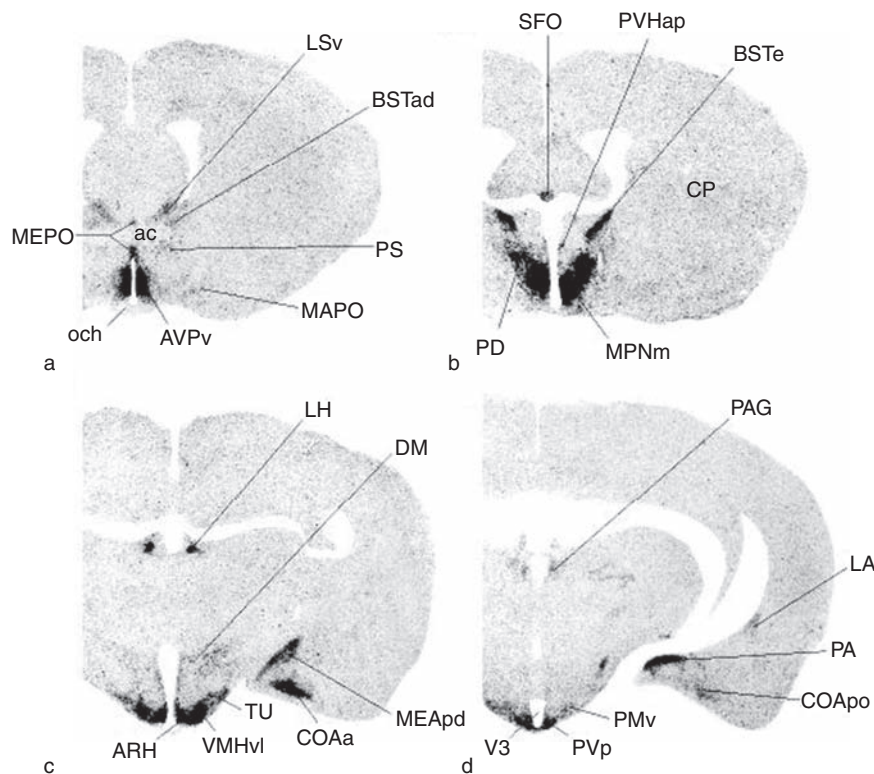 LSv
BSTad
MEPO
ac
PS
MAPO
och
AVPv
a
SFO
PVHap
BSTe
CP
PD
MPNm
b
LH
DM
TU
MEApd
COAa
VMHvl
ARH
c
PAG
LA
PA
COApo
PMv
V3
PVp
d